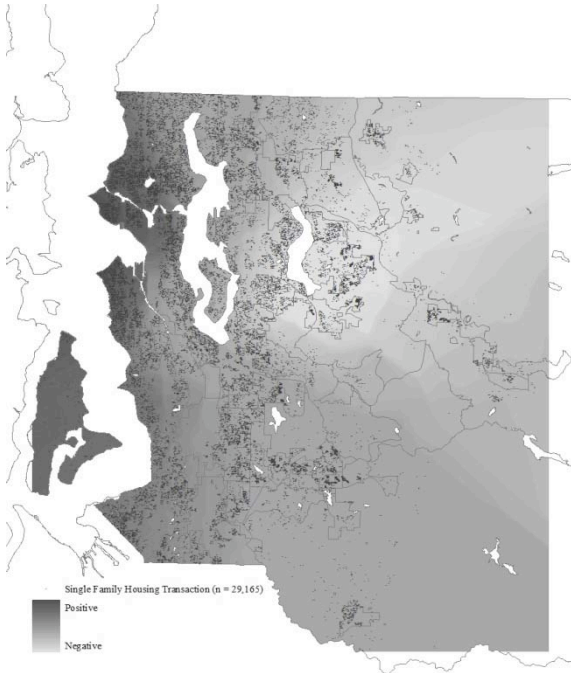 Single Family Housing Transaction (n = 29,165)
Positive
Negative